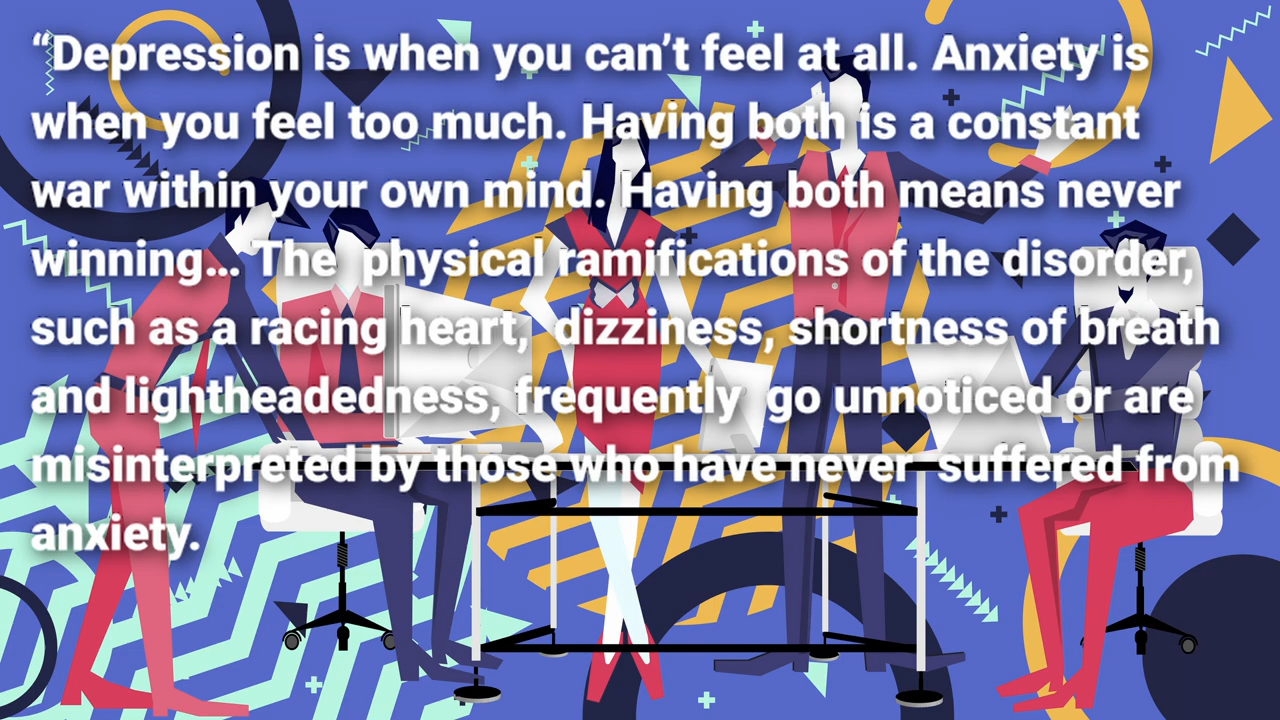 “Depression is when you can’t feel at all. Anxiety is
when you feel too much. Having both is a constant
war within your own mind. Having both means never
winning... The  physical ramifications of the disorder,
such as a racing heart,  dizziness, shortness of breath
and lightheadedness, frequently  go unnoticed or are
misinterpreted by those who have never  suffered from
anxiety.